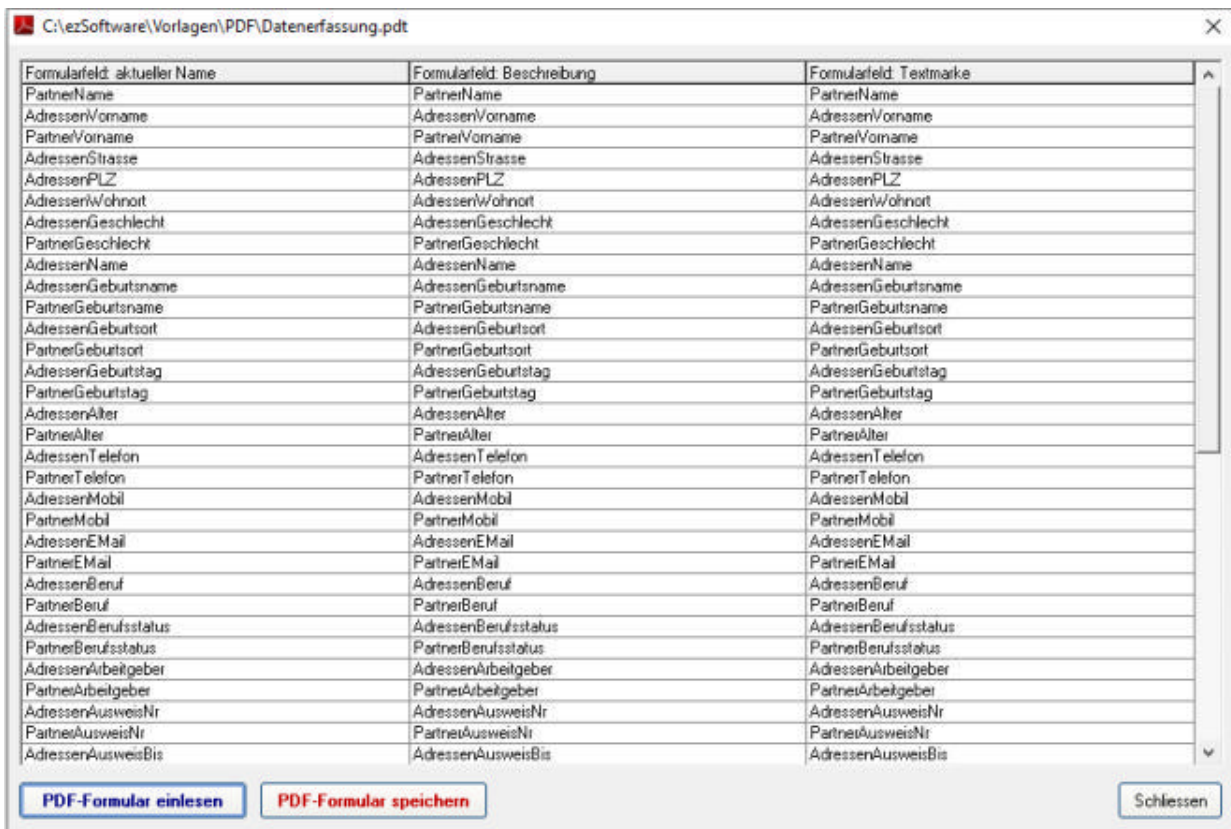 C:\ezSoftware\Vorlagen\PDF\Datenerfassung.pdt
Formularfeld: aktueller Name Formularfeld: Beschreibung Formularfeld: Textmarke
PartnerName PartnerName PartnerName
AdressenVorname AdressenVorname AdressenVorname
PartnerVorname PartnerVorname PartnerVorname
AdressenStrasse AdressenStrasse AdressenStrasse
AdressenPLZ AdressenPLZ AdressenPLZ
AdressenWohnort AdressenWohnort AdressenWohnort
AdressenGeschlecht AdressenGeschlecht AdressenGeschlecht
PartnerGeschlecht PartnerGeschlecht PartnerGeschlecht
AdressenName AdressenName AdressenName
AdressenGeburtsname AdressenGeburtsname AdressenGeburtsname
PartnerGeburtsname PartnerGeburtsname PartnerGeburtsname
AdressenGeburtsort AdressenGeburtsort AdressenGeburtsort
PartnerGeburtsort PartnerGeburtsort PartnerGeburtsort
AdressenGeburtstag AdressenGeburtstag AdressenGeburtstag
PartnerGeburtstag PartnerGeburtstag PartnerGeburtstag
AdressenAlter AdressenAlter AdressenAlter
PartnerAlter PartnerAlter PartnerAlter
AdressenTelefon AdressenTelefon AdressenTelefon
PartnerTelefon PartnerTelefon PartnerTelefon
AdressenMobil AdressenMobil AdressenMobil
PartnerMobil PartnerMobil PartnerMobil
AdressenEMail AdressenEMail AdressenEMail
PartnerEMail PartnerEMail PartnerEMail
AdressenBeruf AdressenBeruf AdressenBeruf
PartnerBeruf PartnerBeruf PartnerBeruf
AdressenBerufsstatus AdressenBerufsstatus AdressenBerufsstatus
PartnerBerufsstatus PartnerBerufsstatus PartnerBerufsstatus
AdressenArbeitgeber AdressenArbeitgeber AdressenArbeitgeber
PartnerArbeitgeber PartnerArbeitgeber PartnerArbeitgeber
AdressenAusweisNr AdressenAusweisNr AdressenAusweisNr
PartnerAusweisNr PartnerAusweisNr PartnerAusweisNr
AdressenAusweisBis AdressenAusweisBis AdressenAusweisBis
PDF-Formular einlesen PDF-Formular speichern Schliessen